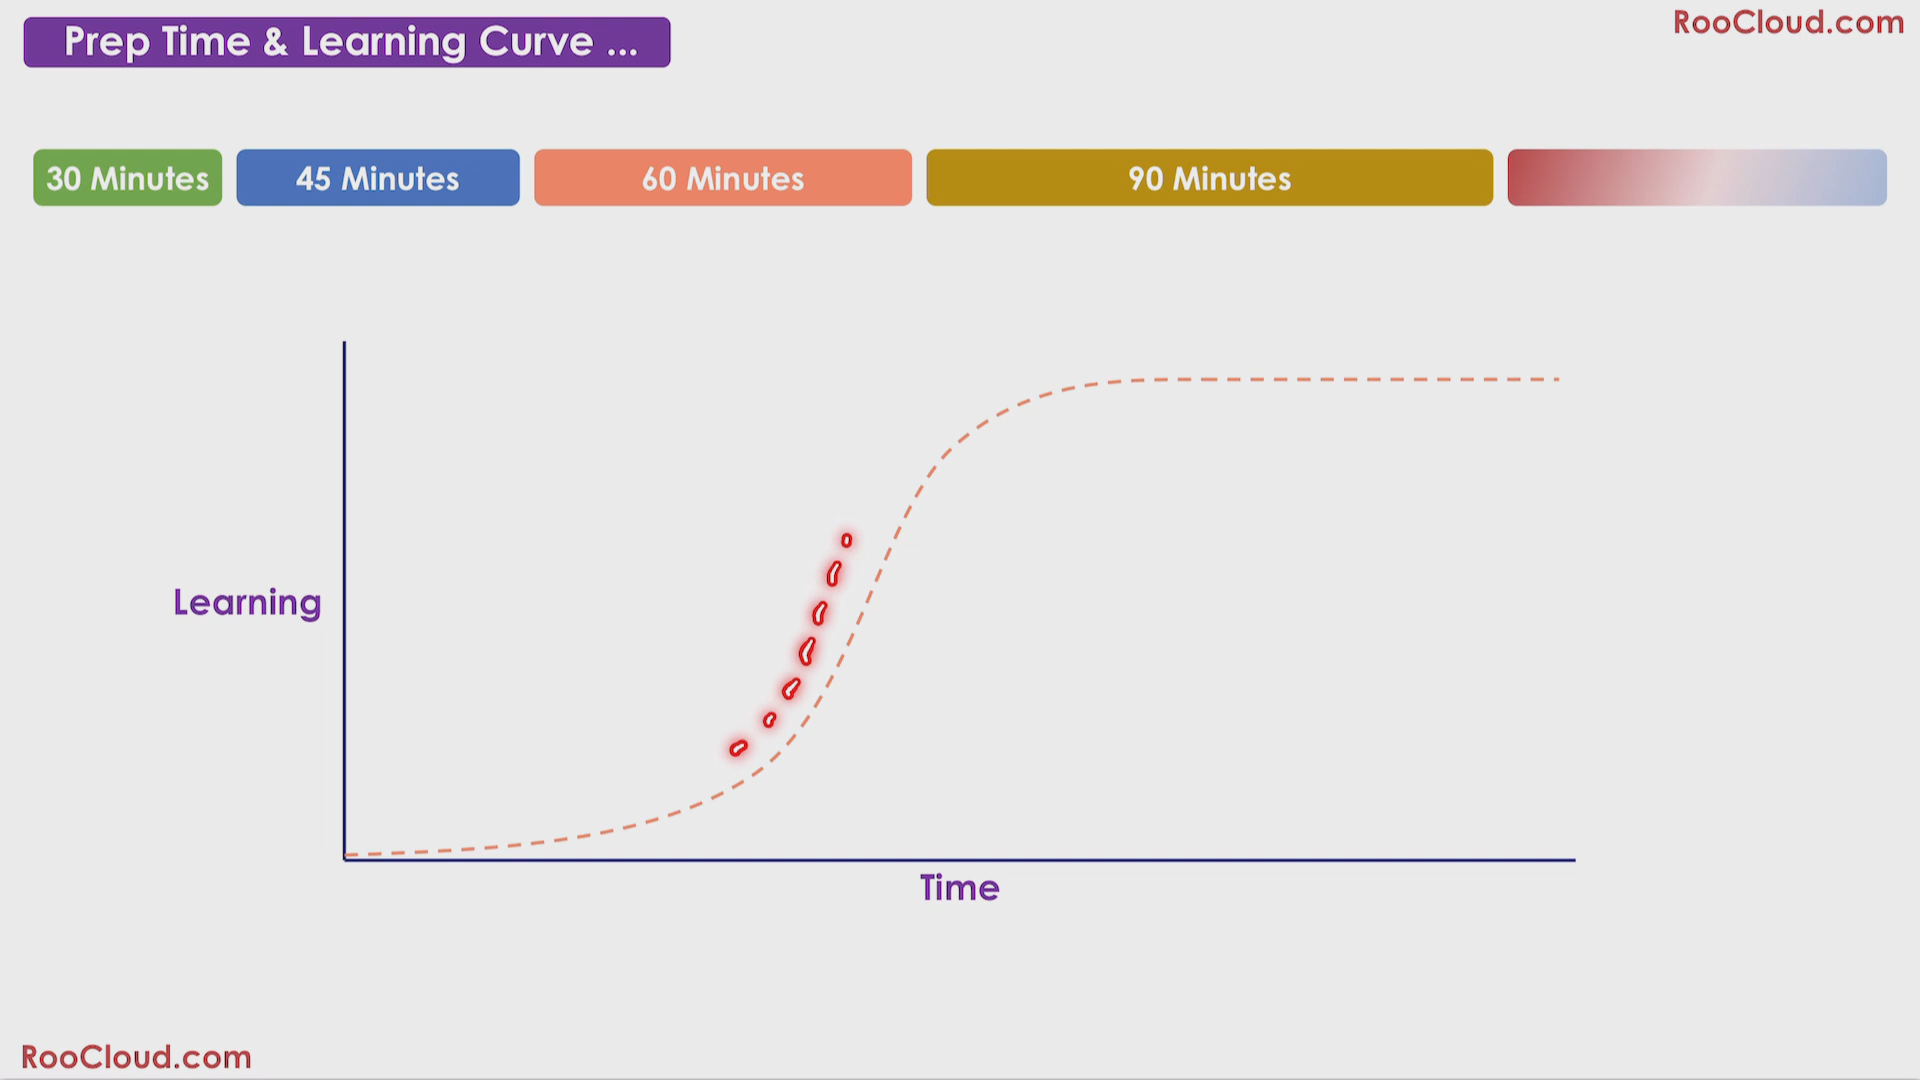 Prep Time & Learning Curve ...
RooCloud.com
30 Minutes
45 Minutes
60 Minutes
90 Minutes
Learning
Time
RooCloud.com